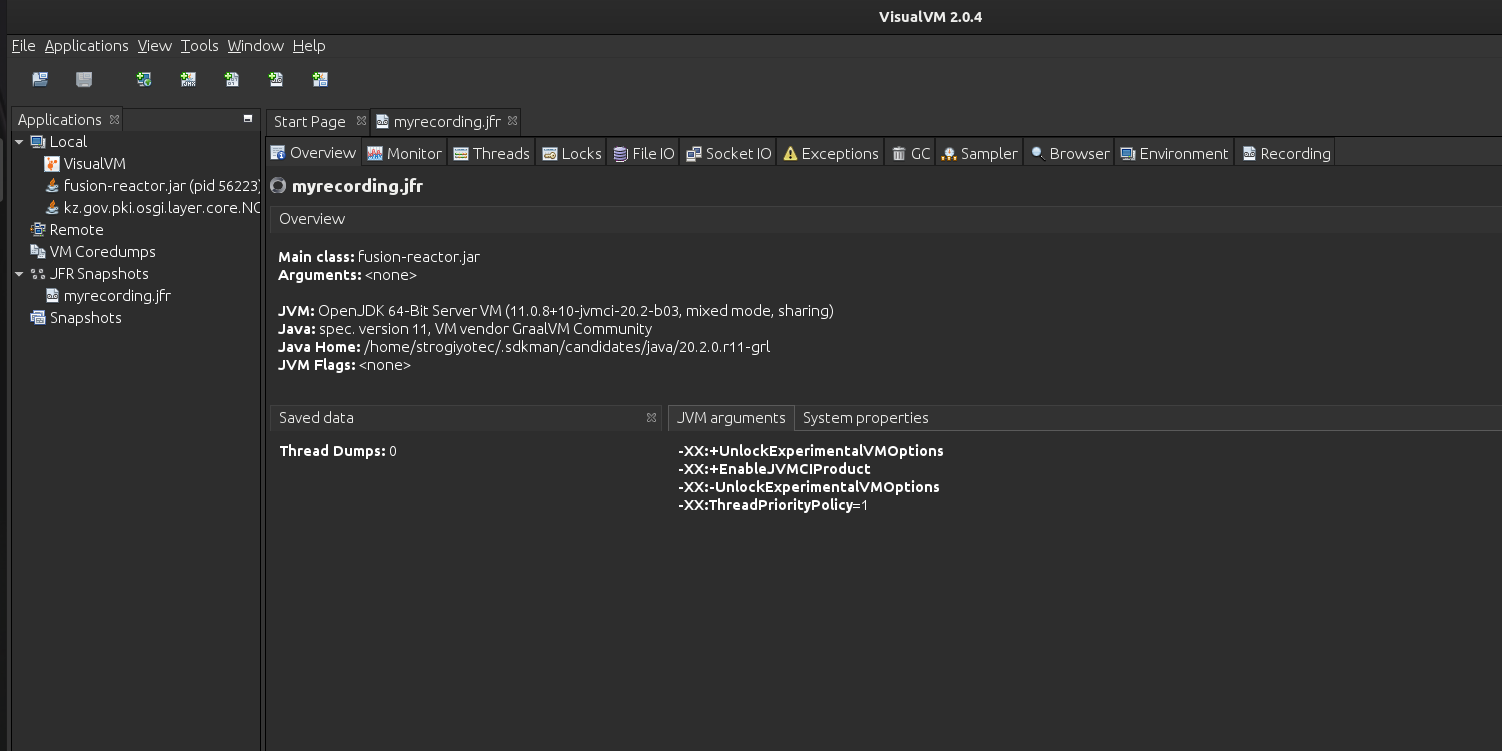 VisualVM 2.0.4
File Applications View Tools Window Help
Applications
Local
VisualVM
fusion-reactor.jar (pid 56223)
kz.gov.pki.osgi.layer.core.NC
Remote
VM Coredumps
JFR Snapshots
myrecording.jfr
Snapshots
Start Page myrecording.jfr
Overview Monitor Threads Locks File IO Socket IO Exceptions GC Sampler Browser Environment Recording
myrecording.jfr
Overview
Main class: fusion-reactor.jar
Arguments: <none>
JVM: OpenJDK 64-Bit Server VM (11.0.8+10-jvmci-20.2-b03, mixed mode, sharing)
Java: spec. version 11, VM vendor GraalVM Community
Java Home: /home/strogiyotec/.sdkman/candidates/java/20.2.0.r11-grl
JVM Flags: <none>
Saved data
Thread Dumps: 0
JVM arguments System properties
-XX:+UnlockExperimentalVMOptions
-XX:+EnableJVMCIProduct
-XX:-UnlockExperimentalVMOptions
-XX:ThreadPriorityPolicy=1